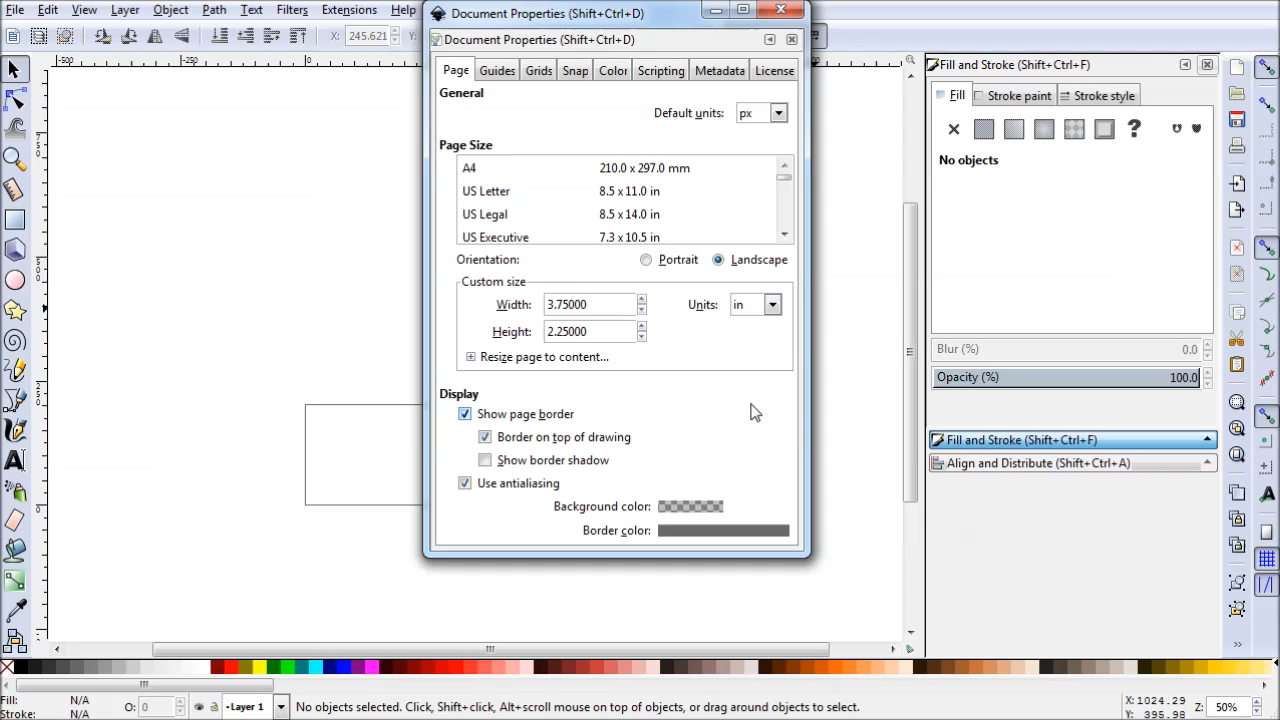 Document Properties (Shift+Ctrl+D)
File Edit View Layer Object Path Text Filters Extensions Help
X: 245.621 Y:
Document Properties (Shift+Ctrl+D)
Page Guides Grids Snap Color Scripting Metadata License
General
Default units: px
Page Size
A4 210.0 x 297.0 mm
US Letter 8.5 x 11.0 in
US Legal 8.5 x 14.0 in
US Executive 7.3 x 10.5 in
Orientation: Portrait Landscape
Custom size
Width: 3.75000 Units: in
Height: 2.25000
Resize page to content...
Display
Show page border
Border on top of drawing
Show border shadow
Use antialiasing
Background color:
Border color:
Fill and Stroke (Shift+Ctrl+F)
Fill Stroke paint Stroke style
No objects
Blur (%) 0.0
Opacity (%) 100.0
Fill and Stroke (Shift+Ctrl+F)
Align and Distribute (Shift+Ctrl+A)
-500 -250 0
Fill: N/A
Stroke: N/A
O: 0
Layer 1
No objects selected. Click, Shift+click, Alt+scroll mouse on top of objects, or drag around objects to select.
X: 1024.29
Y: 395.98
Z: 50%